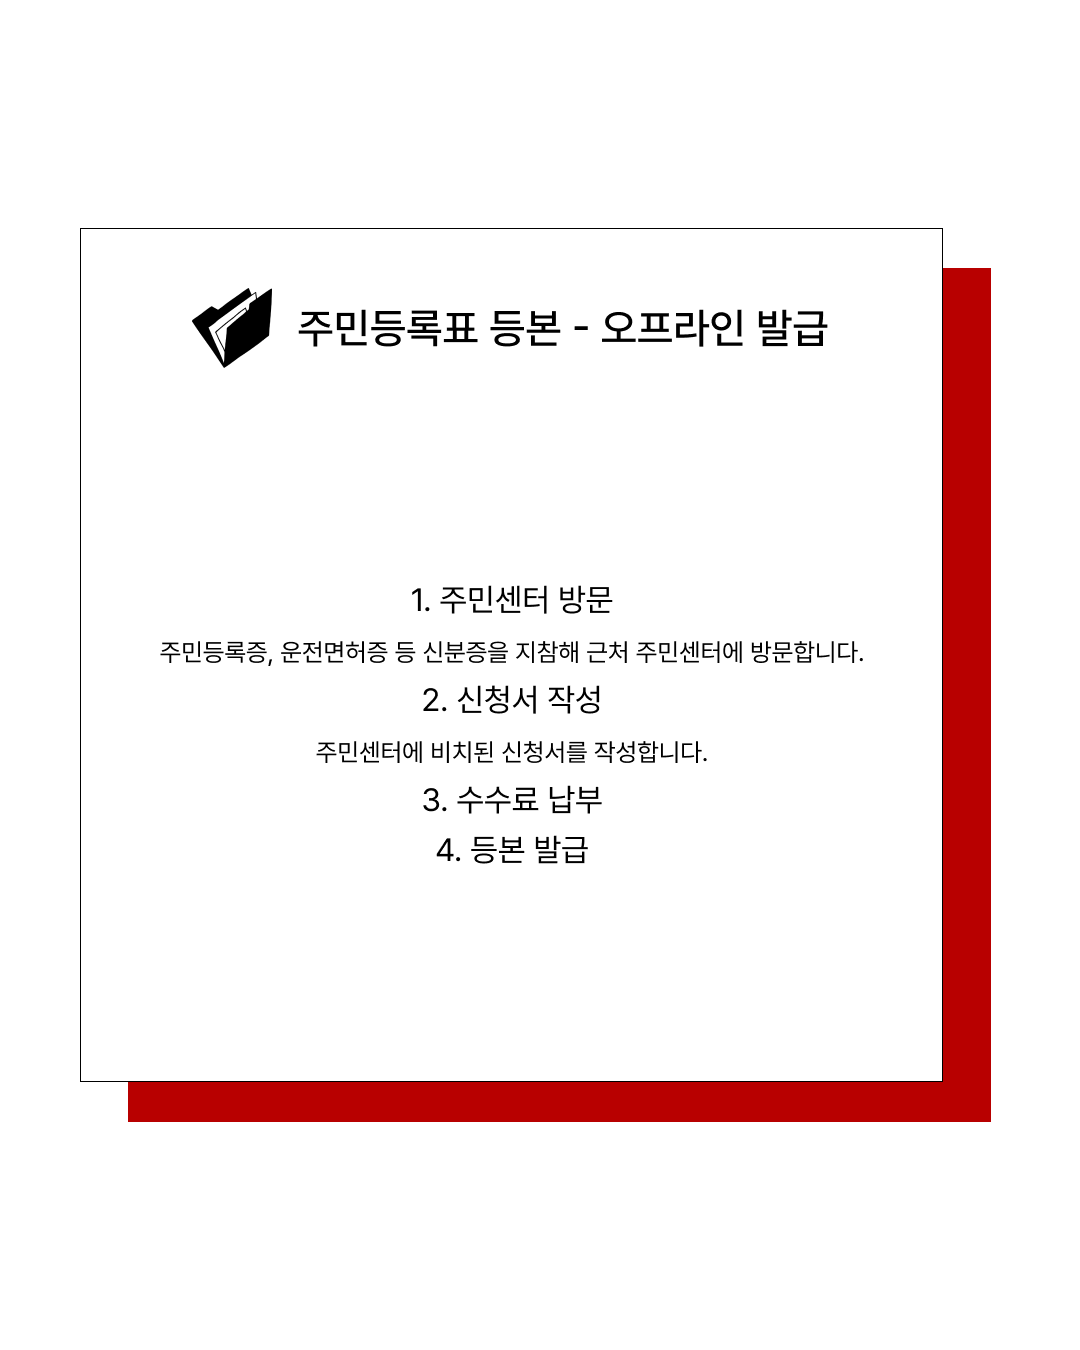 주민등록표 등본 - 오프라인 발급
1. 주민센터 방문
주민등록증, 운전면허증 등 신분증을 지참해 근처 주민센터에 방문합니다.
2. 신청서 작성
주민센터에 비치된 신청서를 작성합니다.
3. 수수료 납부
4. 등본 발급